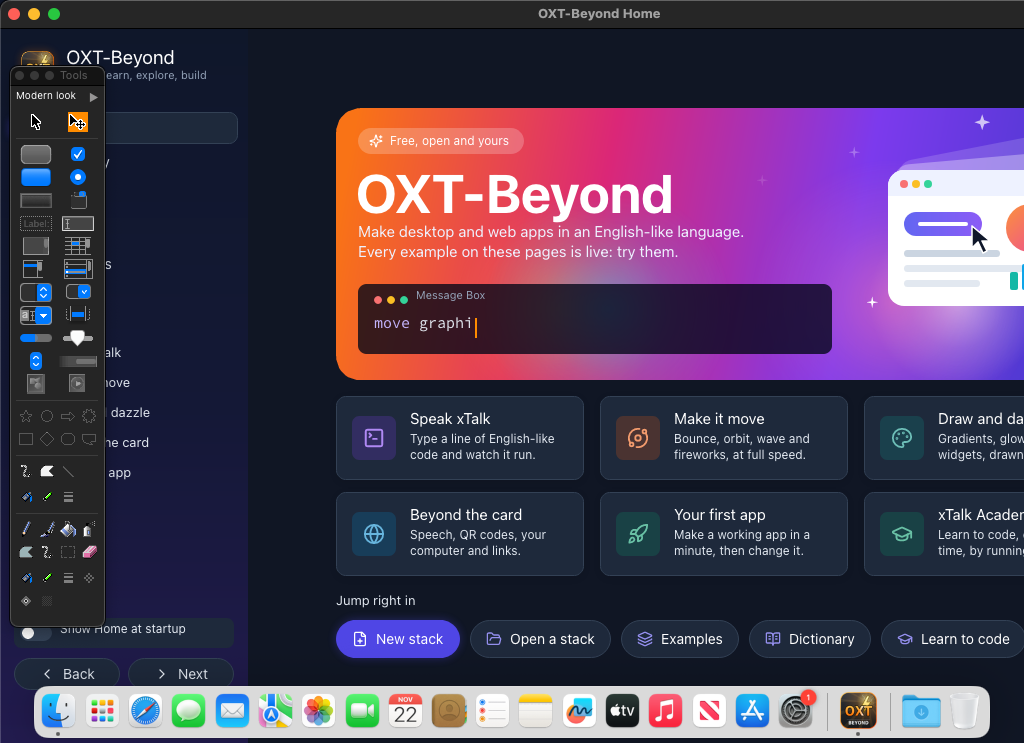 OXT-Beyond Home
OXT-Beyond
earn, explore, build
Tools
Modern look
Label:
y
s
alk
nove
dazzle
ne card
app
Show Home at startup
Back
Next
Free, open and yours
OXT-Beyond
Make desktop and web apps in an English-like language.
Every example on these pages is live: try them.
Message Box
move graphi
Speak xTalk
Type a line of English-like
code and watch it run.
Make it move
Bounce, orbit, wave and
fireworks, at full speed.
Draw and da
Gradients, glow
widgets, drawn
Beyond the card
Speech, QR codes, your
computer and links.
Your first app
Make a working app in a
minute, then change it.
xTalk Acader
Learn to code, o
time, by running
Jump right in
New stack
Open a stack
Examples
Dictionary
Learn to code
NOV
22
tv
1
OXT
BEYOND